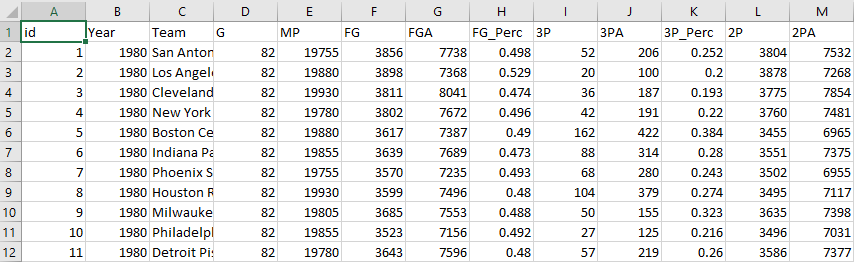 A B C D E F G H I J K L M
1 id Year Team G MP FG FGA FG_Perc 3P 3PA 3P_Perc 2P 2PA
2 1 1980 San Anton 82 19755 3856 7738 0.498 52 206 0.252 3804 7532
3 2 1980 Los Angel 82 19880 3898 7368 0.529 20 100 0.2 3878 7268
4 3 1980 Cleveland 82 19930 3811 8041 0.474 36 187 0.193 3775 7854
5 4 1980 New York 82 19780 3802 7672 0.496 42 191 0.22 3760 7481
6 5 1980 Boston Ce 82 19880 3617 7387 0.49 162 422 0.384 3455 6965
7 6 1980 Indiana Pa 82 19855 3639 7689 0.473 88 314 0.28 3551 7375
8 7 1980 Phoenix S 82 19755 3570 7235 0.493 68 280 0.243 3502 6955
9 8 1980 Houston R 82 19930 3599 7496 0.48 104 379 0.274 3495 7117
10 9 1980 Milwauke 82 19805 3685 7553 0.488 50 155 0.323 3635 7398
11 10 1980 Philadelpl 82 19855 3523 7156 0.492 27 125 0.216 3496 7031
12 11 1980 Detroit Pis 82 19780 3643 7596 0.48 57 219 0.26 3586 7377